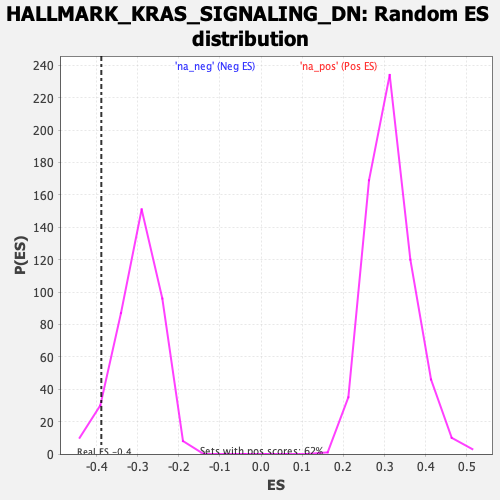 HALLMARK_KRAS_SIGNALING_DN: Random ES
distribution
'na_neg' (Neg ES)
'na_pos' (Pos ES)
240
220
200
180
160
140
120
100
80
60
40
20
0
P(ES)
Real ES -0.4
Sets with pos scores: 62%
-0.4
-0.3
-0.2
-0.1
0.0
0.1
0.2
0.3
0.4
0.5
ES